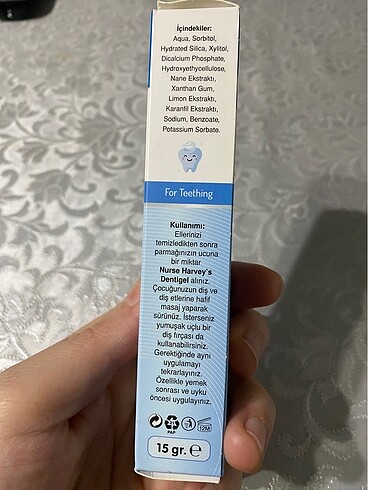 İçindekiler:
Aqua, Sorbitol,
Hydrated Silica, Xylitol,
Dicalcium Phosphate,
Hydroxyethycellulose,
Nane Ekstraktı,
Xanthan Gum,
Limon Ekstraktı,
Karanfil Ekstraktı,
Sodium, Benzoate,
Potassium Sorbate.
For Teething
Kullanımı:
Ellerinizi
temizledikten sonra
parmağınızın ucuna
bir miktar
Nurse Harvey's
Dentigel alınız.
Çocuğunuzun diş ve
diş etlerine hafif
masaj yaparak
sürünüz. İsterseniz
yumuşak uçlu bir
diş fırçası da
kullanabilirsiniz.
Gerektiğinde aynı
uygulamayı
tekrarlayınız.
Özellikle yemek
sonrası ve uyku
öncesi uygulayınız.
PAP
12M
15 gr. ℮